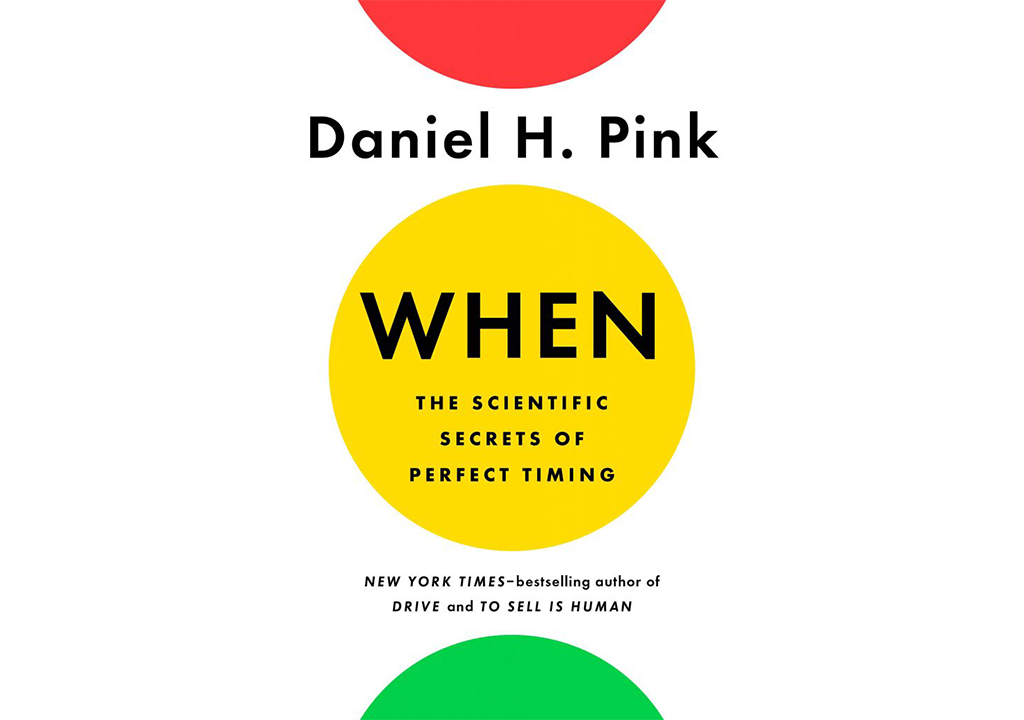 Daniel H. Pink
WHEN
THE SCIENTIFIC
SECRETS OF
PERFECT TIMING
NEW YORK TIMES–bestselling author of
DRIVE and TO SELL IS HUMAN